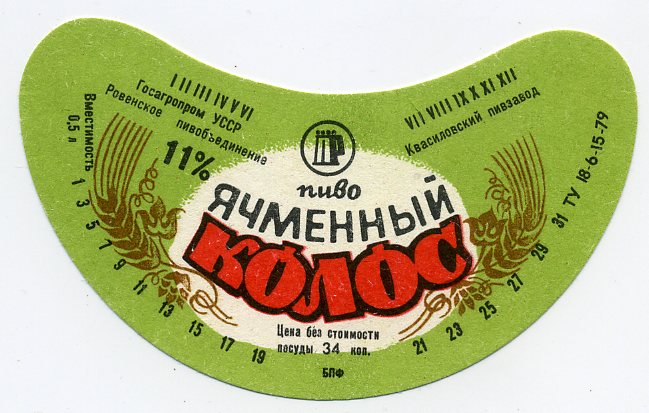 I II III IV V VI
Госагропром УССР
Ровенское пивобъединение
11%
VII VIII IX X XI XII
Квасиловский пивзавод
Вместимость
0,5 л
ПР
пиво
ЯЧМЕННЫЙ
КОЛОС
Цена без стоимости
посуды 34 коп.
БПФ
1 3 5 7 9 11 13 15 17 19
21 23 25 27 29 31 ТУ 18-6-15-79